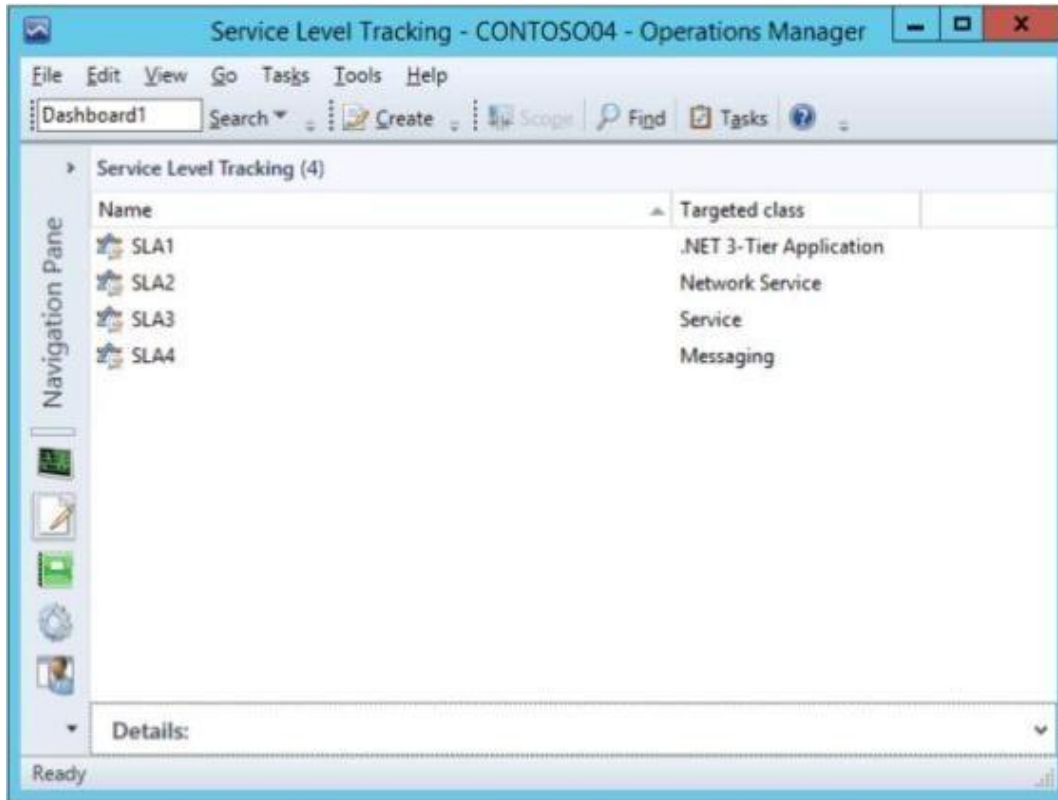 Service Level Tracking - CONTOSO04 - Operations Manager
File Edit View Go Tasks Tools Help
Dashboard1 Search Create Scope Find Tasks
Service Level Tracking (4)
Navigation Pane
Name Targeted class
SLA1 .NET 3-Tier Application
SLA2 Network Service
SLA3 Service
SLA4 Messaging
Details:
Ready